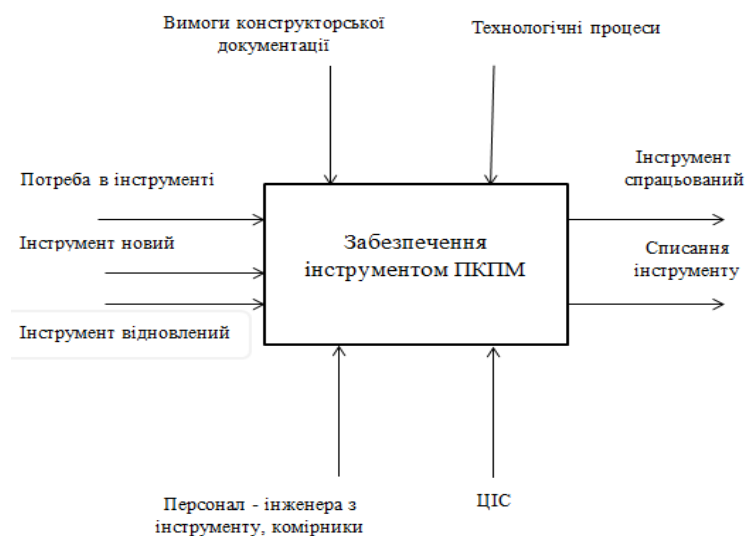 Вимоги конструкторської
документації
Технологічні процеси
Потреба в інструменті
Інструмент новий
Інструмент відновлений
Забезпечення
інструментом ПКПМ
Інструмент
спрацьований
Списання
інструменту
Персонал - інженера з
інструменту, комірники
ЦІС